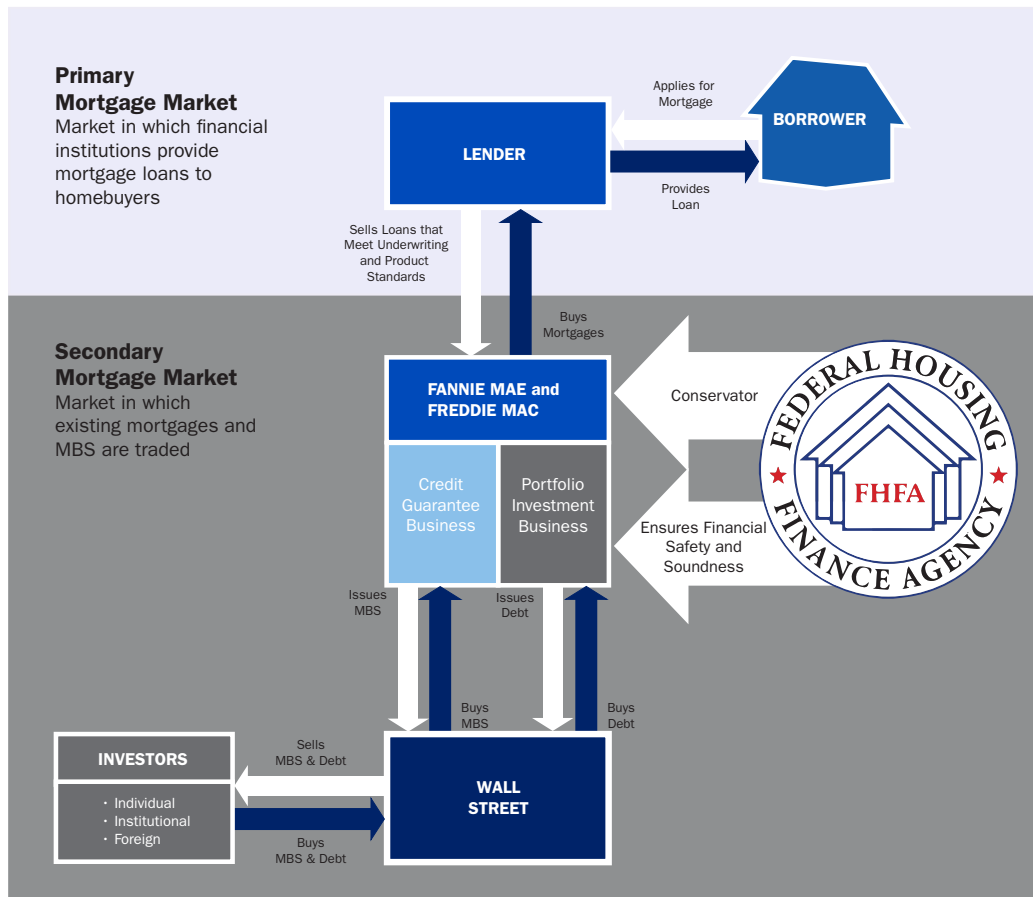 Primary
Mortgage Market
Market in which financial
institutions provide
mortgage loans to
homebuyers
LENDER
Applies for
Mortgage
BORROWER
Provides
Loan
Sells Loans that
Meet Underwriting
and Product
Standards
Buys
Mortgages
Secondary
Mortgage Market
Market in which
existing mortgages and
MBS are traded
FANNIE MAE and
FREDDIE MAC
Credit
Guarantee
Business
Portfolio
Investment
Business
Conservator
Ensures Financial
Safety and
Soundness
FEDERAL HOUSING
FINANCE AGENCY
FHFA
Issues
MBS
Issues
Debt
Buys
MBS
Buys
Debt
INVESTORS
· Individual
· Institutional
· Foreign
Sells
MBS & Debt
Buys
MBS & Debt
WALL
STREET